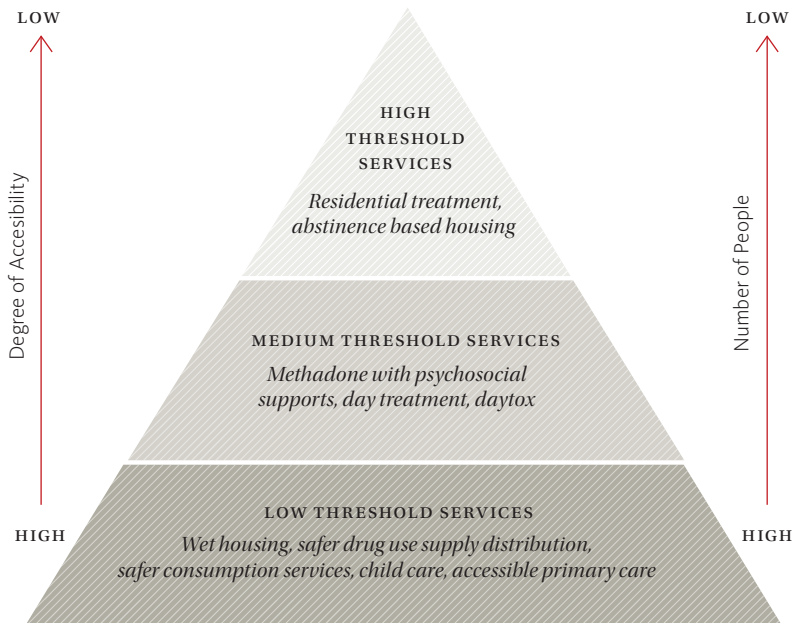 LOW
LOW
HIGH
THRESHOLD
SERVICES
Residential treatment,
abstinence based housing
Degree of Accesibility
Number of People
MEDIUM THRESHOLD SERVICES
Methadone with psychosocial
supports, day treatment, daytox
LOW THRESHOLD SERVICES
HIGH
HIGH
Wet housing, safer drug use supply distribution,
safer consumption services, child care, accessible primary care